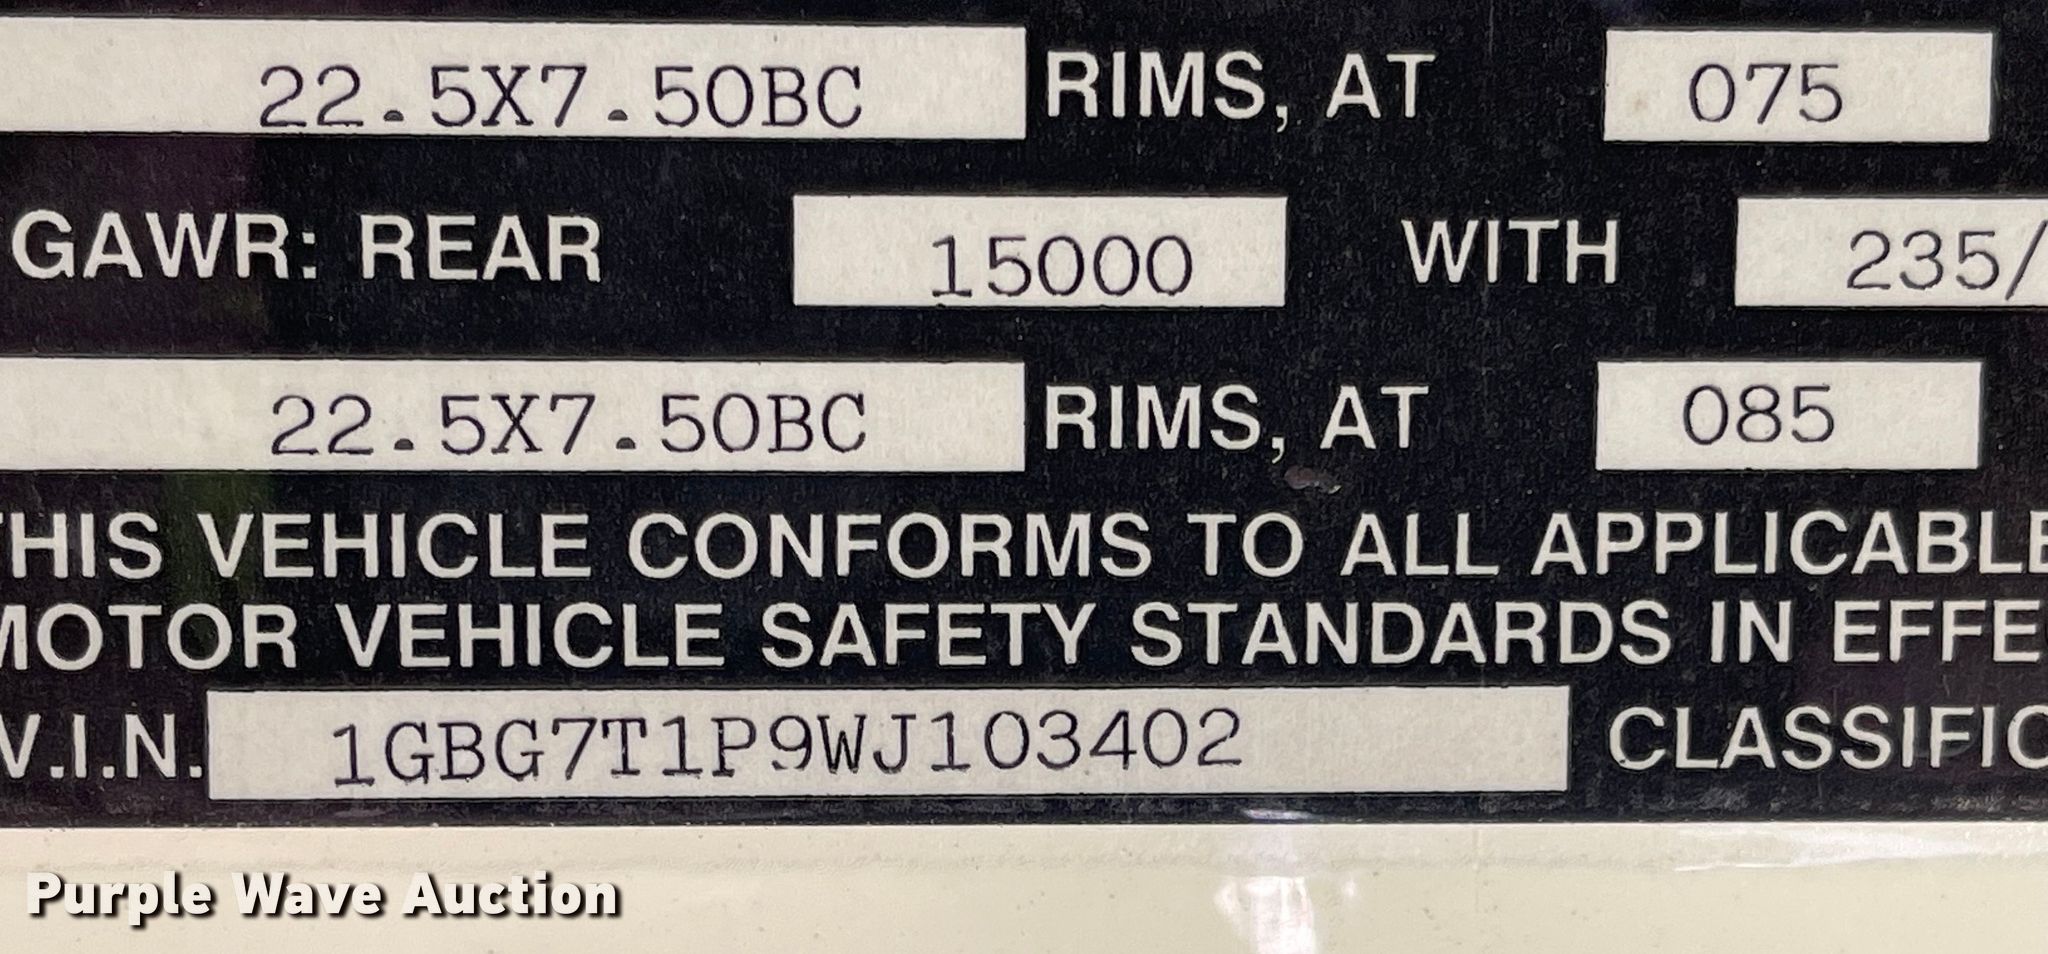 22.5X7.50BC RIMS, AT 075
GAWR: REAR 15000 WITH 235/
22.5X7.50BC RIMS, AT 085
THIS VEHICLE CONFORMS TO ALL APPLICABLE
MOTOR VEHICLE SAFETY STANDARDS IN EFFE
V.I.N. 1GBG7T1P9WJ103402 CLASSIFIC
Purple Wave Auction